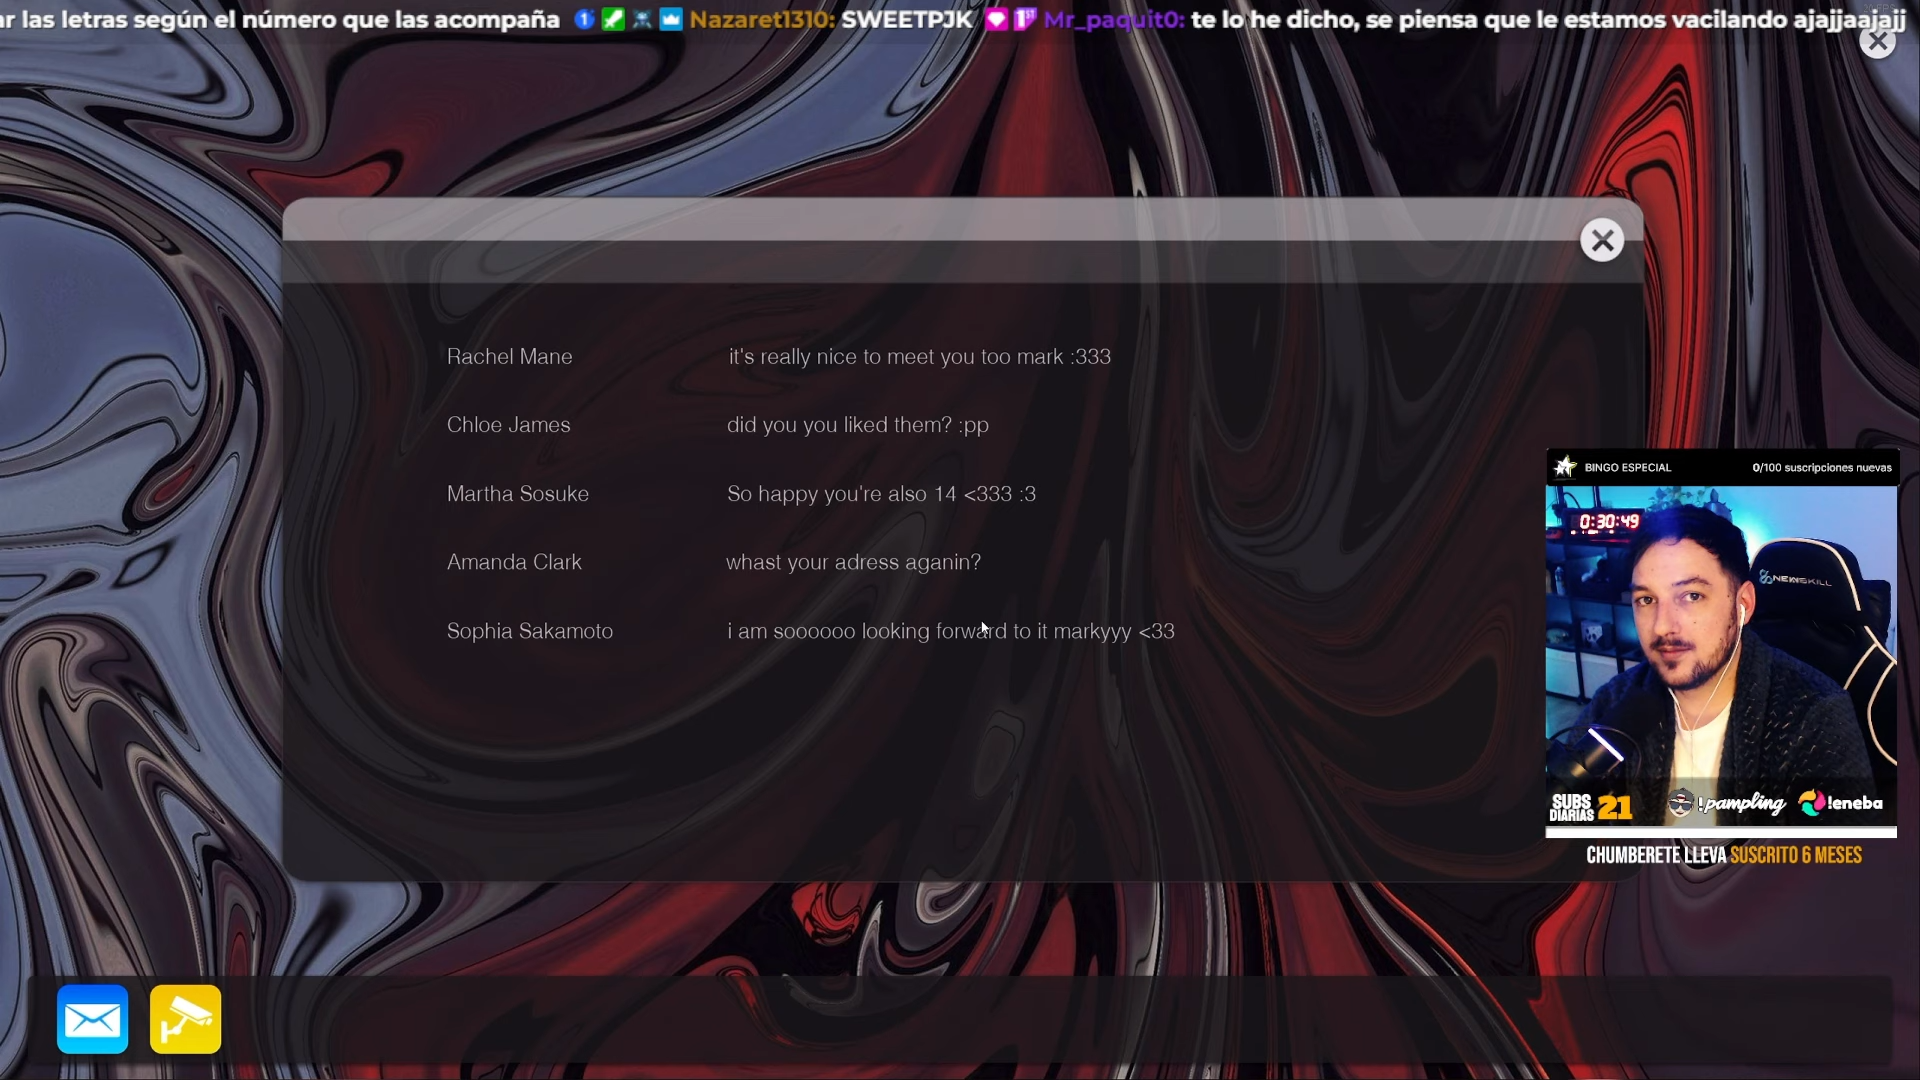 r las letras según el número que las acompaña Nazaret1310: SWEETPJK Mr_paquit0: te lo he dicho, se piensa que le estamos vacilando ajajjaajajj
Rachel Mane it's really nice to meet you too mark :333
Chloe James did you you liked them? :pp
Martha Sosuke So happy you're also 14 <333 :3
Amanda Clark whast your adress aganin?
Sophia Sakamoto i am soooooo looking forward to it markyyy <33
BINGO ESPECIAL 0/100 suscripciones nuevas
0:30:49
NEWSKILL
SUBS DIARIAS 21 !pampling !eneba
CHUMBERETE LLEVA SUSCRITO 6 MESES